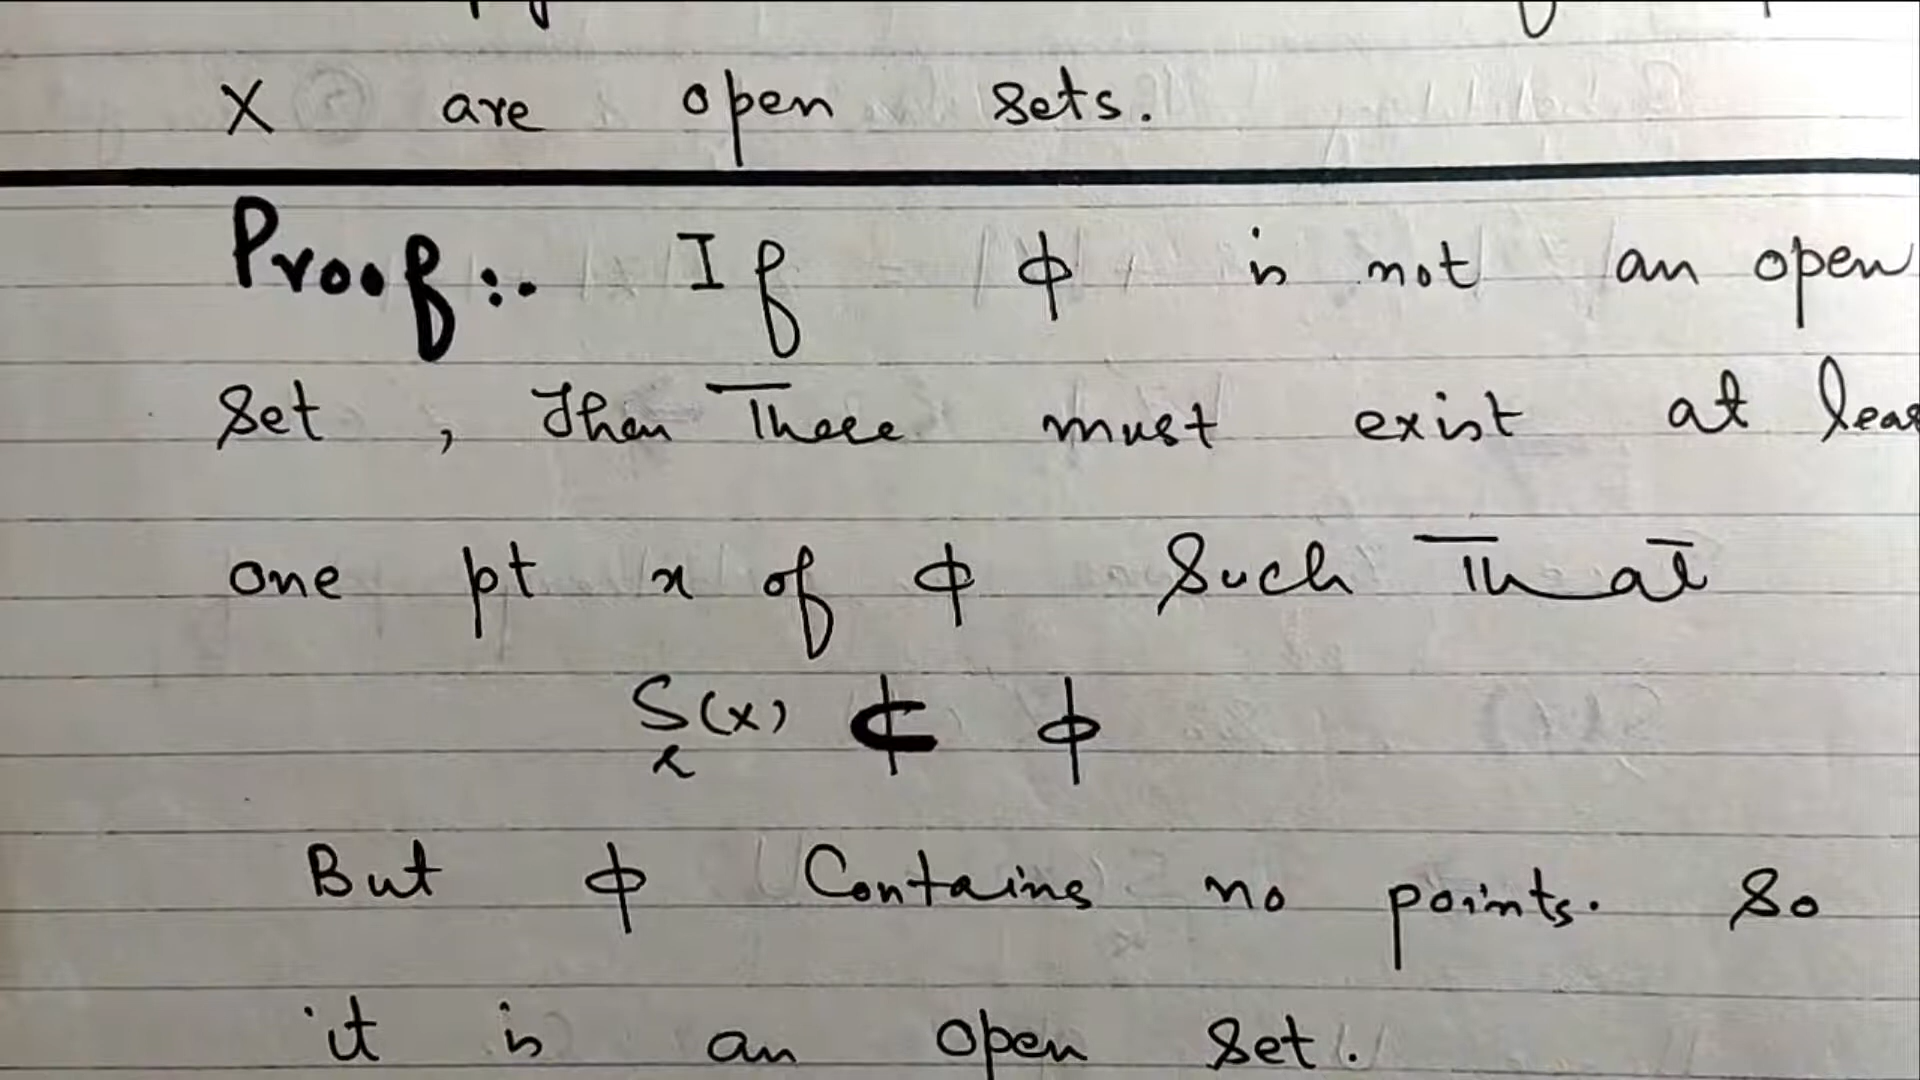 X are open sets.
Proof:- If ϕ is not an open
set, then there must exist at leas
one pt x of ϕ such that
Sᵣ(x) ⊄ ϕ
But ϕ Contains no points. So
it is an open set.